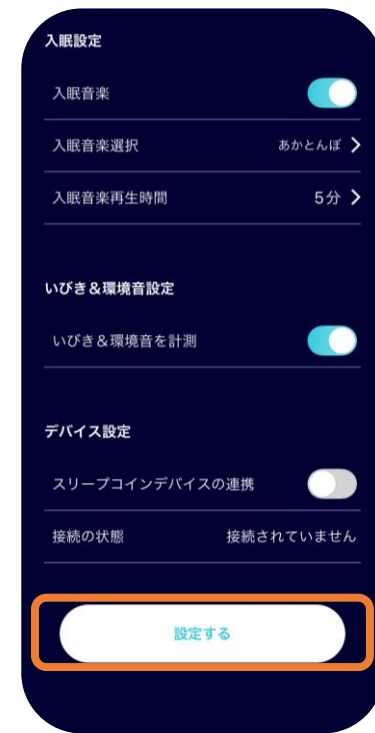 入眠設定
入眠音楽
入眠音楽選択 あかとんぼ
入眠音楽再生時間 5分
いびき&環境音設定
いびき&環境音を計測
デバイス設定
スリープコインデバイスの連携
接続の状態 接続されていません
設定する